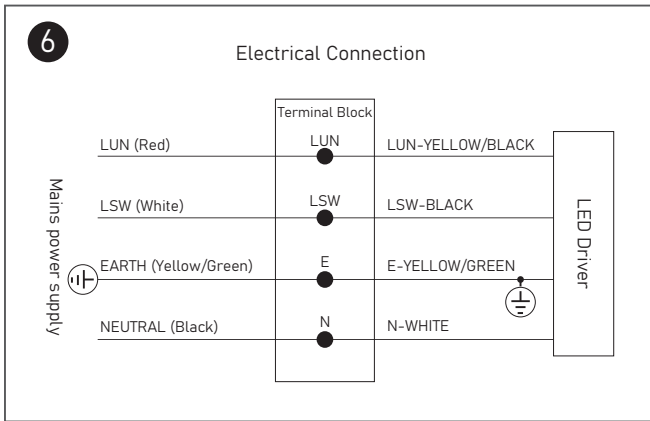 6
Electrical Connection
Terminal Block
LUN (Red)
LUN
LUN-YELLOW/BLACK
LSW (White)
LSW
LSW-BLACK
EARTH (Yellow/Green)
E
E-YELLOW/GREEN
NEUTRAL (Black)
N
N-WHITE
Mains power supply
LED Driver